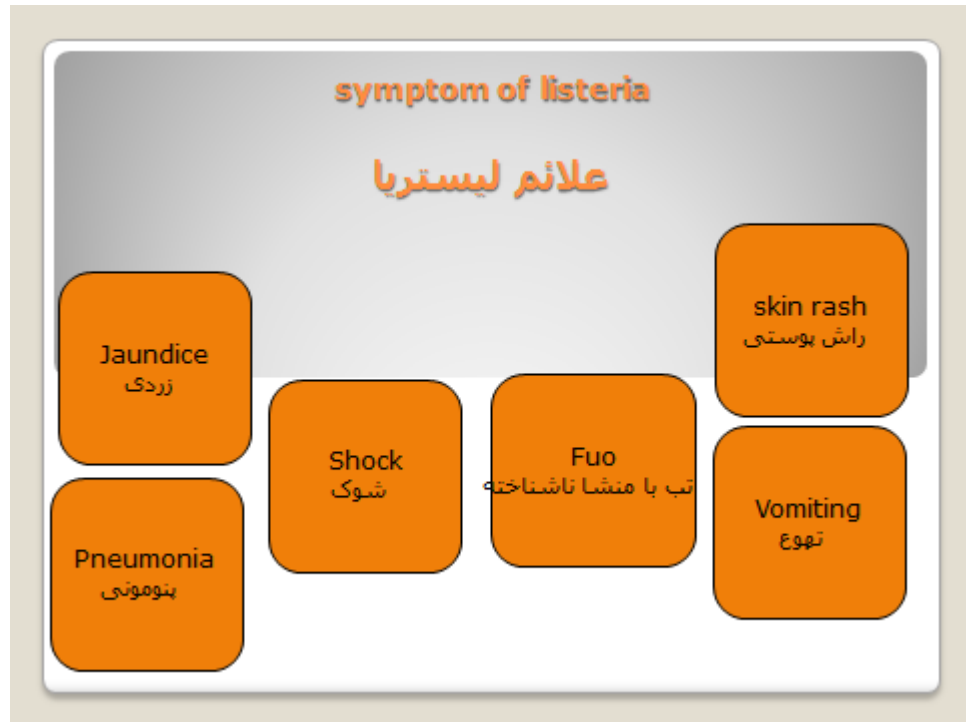 symptom of listeria
علائم لیستریا
Jaundice
زردی
Pneumonia
پنومونی
Shock
شوک
Fuo
تب با منشا ناشناخته
skin rash
راش پوستی
Vomiting
تهوع